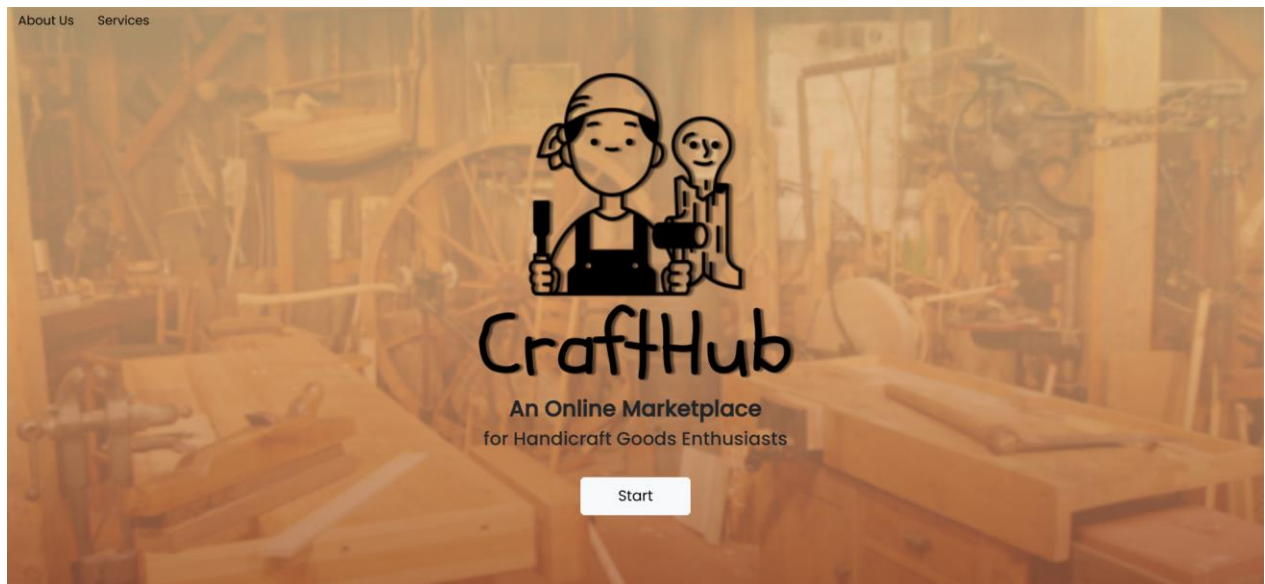 About Us Services
CraftHub
An Online Marketplace
for Handicraft Goods Enthusiasts
Start